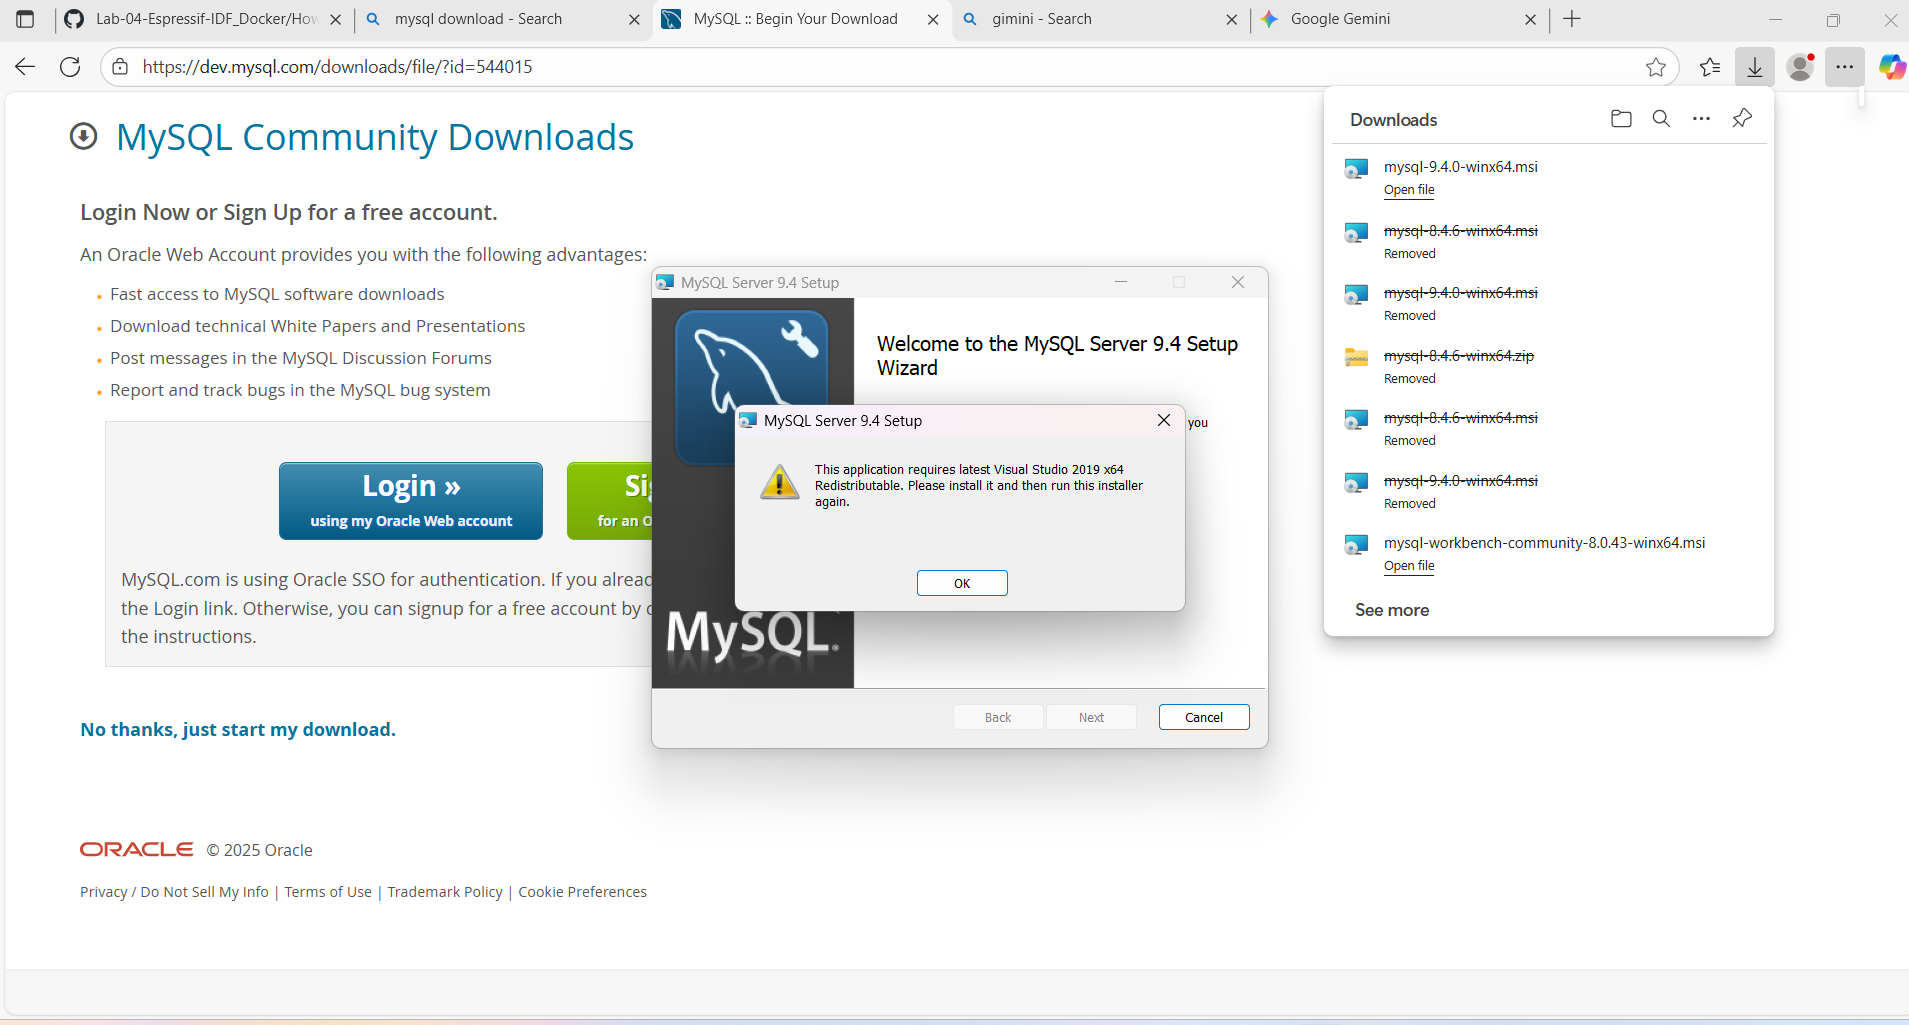 Lab-04-Espressif-IDF_Docker/How
mysql download - Search
MySQL :: Begin Your Download
gimini - Search
Google Gemini
https://dev.mysql.com/downloads/file/?id=544015
MySQL Community Downloads
Login Now or Sign Up for a free account.
An Oracle Web Account provides you with the following advantages:
Fast access to MySQL software downloads
Download technical White Papers and Presentations
Post messages in the MySQL Discussion Forums
Report and track bugs in the MySQL bug system
Login »
using my Oracle Web account
Si
for an O
MySQL.com is using Oracle SSO for authentication. If you alread
the Login link. Otherwise, you can signup for a free account by c
the instructions.
No thanks, just start my download.
ORACLE © 2025 Oracle
Privacy / Do Not Sell My Info | Terms of Use | Trademark Policy | Cookie Preferences
MySQL Server 9.4 Setup
Welcome to the MySQL Server 9.4 Setup
Wizard
you
MySQL Server 9.4 Setup
This application requires latest Visual Studio 2019 x64
Redistributable. Please install it and then run this installer
again.
OK
MySQL.
Back
Next
Cancel
Downloads
mysql-9.4.0-winx64.msi
Open file
mysql-8.4.6-winx64.msi
Removed
mysql-9.4.0-winx64.msi
Removed
mysql-8.4.6-winx64.zip
Removed
mysql-8.4.6-winx64.msi
Removed
mysql-9.4.0-winx64.msi
Removed
mysql-workbench-community-8.0.43-winx64.msi
Open file
See more